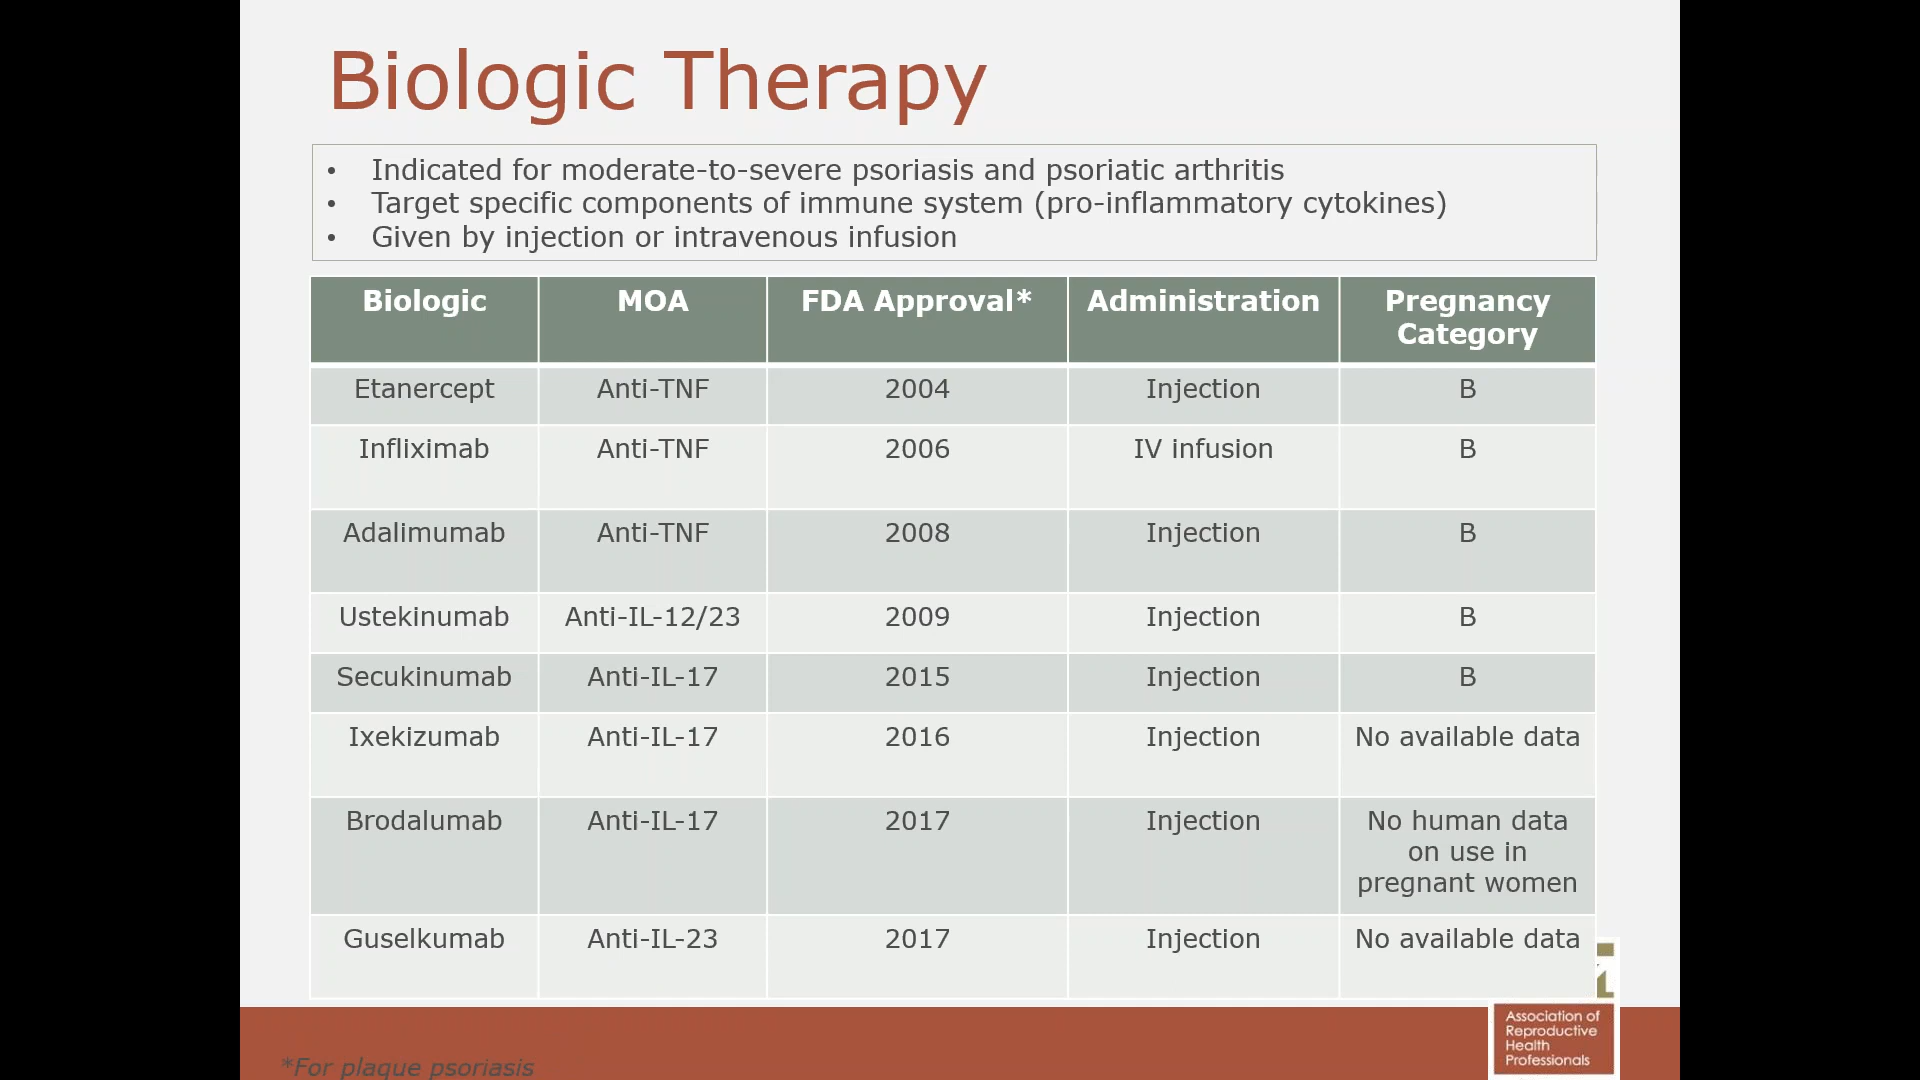 Biologic Therapy
• Indicated for moderate-to-severe psoriasis and psoriatic arthritis
• Target specific components of immune system (pro-inflammatory cytokines)
• Given by injection or intravenous infusion
Biologic MOA FDA Approval* Administration Pregnancy
Category
Etanercept Anti-TNF 2004 Injection B
Infliximab Anti-TNF 2006 IV infusion B
Adalimumab Anti-TNF 2008 Injection B
Ustekinumab Anti-IL-12/23 2009 Injection B
Secukinumab Anti-IL-17 2015 Injection B
Ixekizumab Anti-IL-17 2016 Injection No available data
Brodalumab Anti-IL-17 2017 Injection No human data
on use in
pregnant women
Guselkumab Anti-IL-23 2017 Injection No available data
Association of
Reproductive
Health
Professionals
*For plaque psoriasis